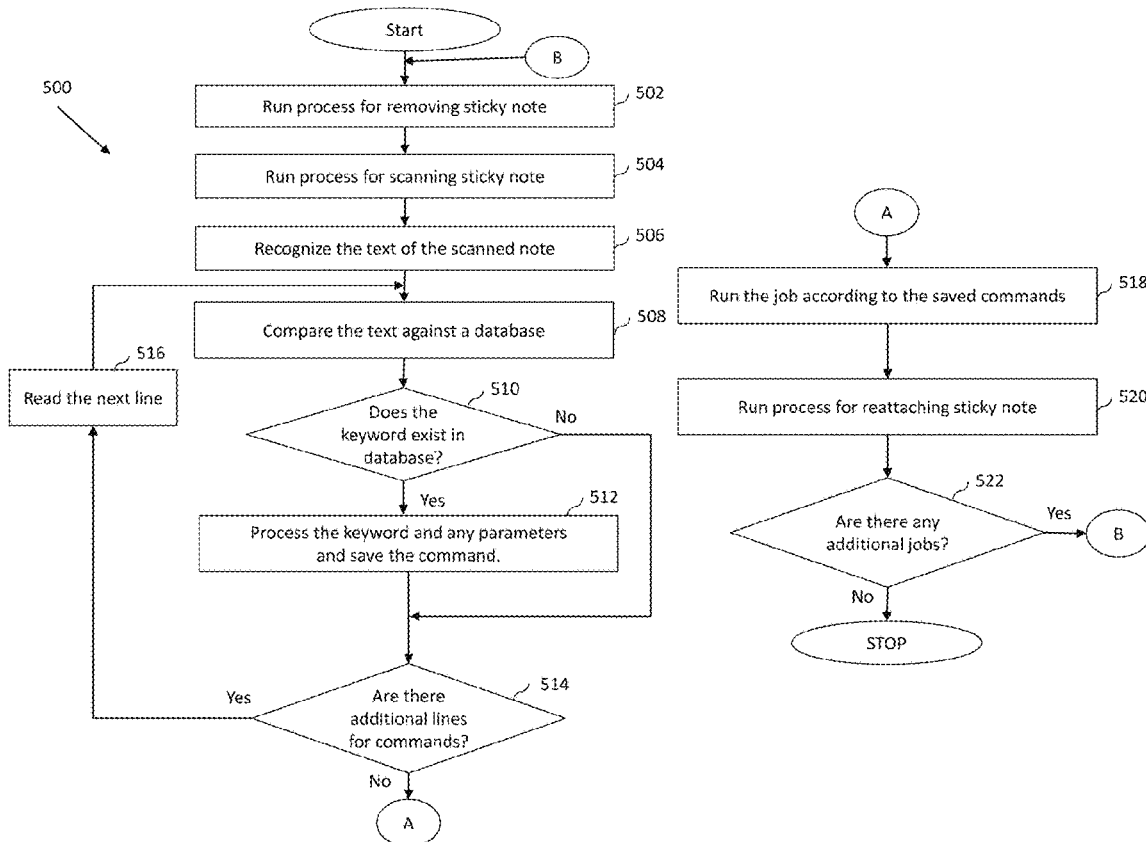 Start
B
500
Run process for removing sticky note
502
Run process for scanning sticky note
504
Recognize the text of the scanned note
506
Compare the text against a database
508
516
Read the next line
510
Does the
keyword exist in
database?
No
Yes
512
Process the keyword and any parameters
and save the command.
514
Yes
Are there
additional lines
for commands?
No
A
A
Run the job according to the saved commands
518
Run process for reattaching sticky note
520
522
Are there any
additional jobs?
Yes
B
No
STOP